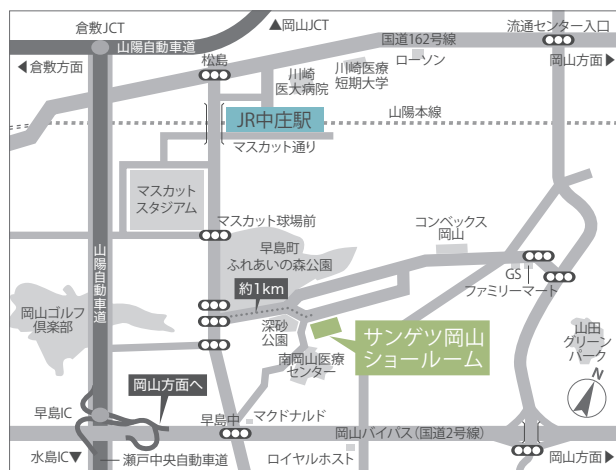 倉敷JCT
▲岡山JCT
流通センター入口
山陽自動車道
国道162号線
◀倉敷方面
松島
川崎
医大病院
川崎医療
短期大学
ローソン
岡山方面▶
JR中庄駅
山陽本線
マスカット通り
マスカット
スタジアム
マスカット球場前
コンベックス
岡山
早島町
ふれあいの森公園
山陽自動車道
約1km
GS
ファミリーマート
岡山ゴルフ
倶楽部
深砂
公園
サンゲツ岡山
ショールーム
山田
グリーン
パーク
南岡山医療
センター
N
岡山方面へ
早島IC
早島中
マクドナルド
岡山バイパス（国道2号線）
水島IC▼
瀬戸中央自動車道
ロイヤルホスト
岡山方面▶